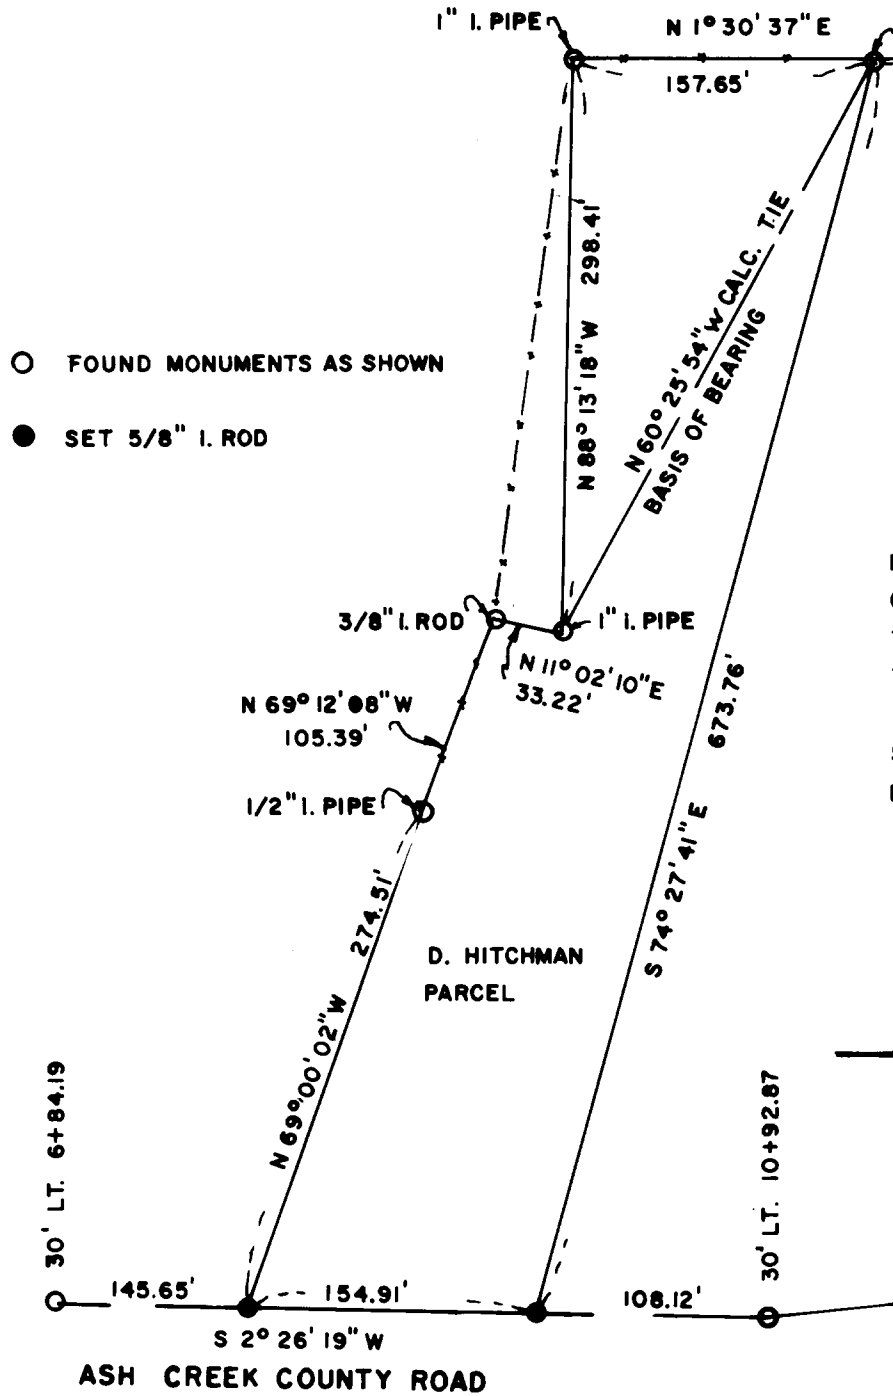 1" I. PIPE
N 1° 30' 37" E
157.65'
N 88° 13' 18" W 298.41'
N 60° 25' 54" W CALC. TIE
BASIS OF BEARING
FOUND MONUMENTS AS SHOWN
SET 5/8" I. ROD
3/8" I. ROD
1" I. PIPE
N 11° 02' 10" E
33.22'
N 69° 12' 08" W
105.39'
1/2" I. PIPE
S 74° 27' 41" E 673.76'
N 69° 00' 02" W 274.51'
D. HITCHMAN
PARCEL
30' LT. 6+84.19
30' LT. 10+92.87
145.65'
154.91'
108.12'
S 2° 26' 19" W
ASH CREEK COUNTY ROAD